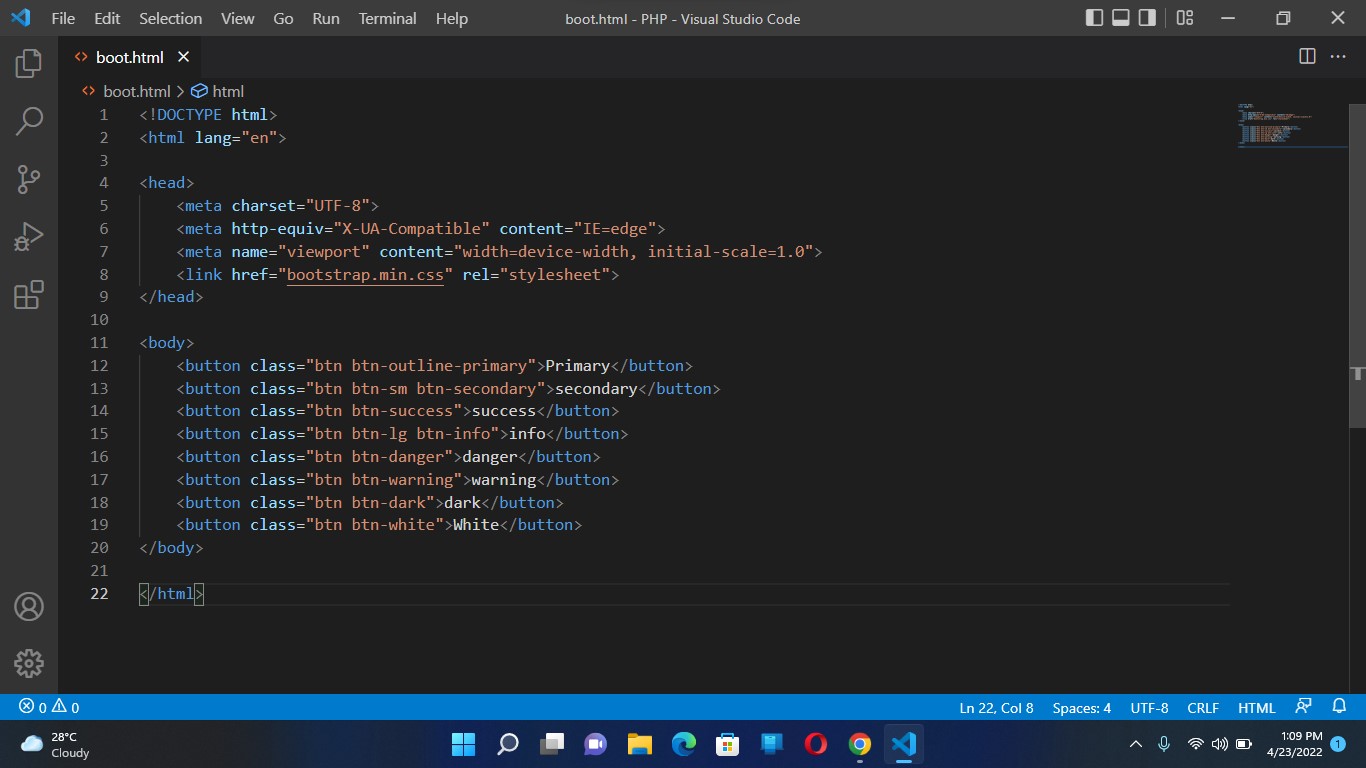 File Edit Selection View Go Run Terminal Help boot.html - PHP - Visual Studio Code
boot.html
boot.html > html
1 <!DOCTYPE html>
2 <html lang="en">
3
4 <head>
5 <meta charset="UTF-8">
6 <meta http-equiv="X-UA-Compatible" content="IE=edge">
7 <meta name="viewport" content="width=device-width, initial-scale=1.0">
8 <link href="bootstrap.min.css" rel="stylesheet">
9 </head>
10
11 <body>
12 <button class="btn btn-outline-primary">Primary</button>
13 <button class="btn btn-sm btn-secondary">secondary</button>
14 <button class="btn btn-success">success</button>
15 <button class="btn btn-lg btn-info">info</button>
16 <button class="btn btn-danger">danger</button>
17 <button class="btn btn-warning">warning</button>
18 <button class="btn btn-dark">dark</button>
19 <button class="btn btn-white">White</button>
20 </body>
21
22 </html>
0 0 Ln 22, Col 8 Spaces: 4 UTF-8 CRLF HTML
28°C
Cloudy
1:09 PM
4/23/2022 1